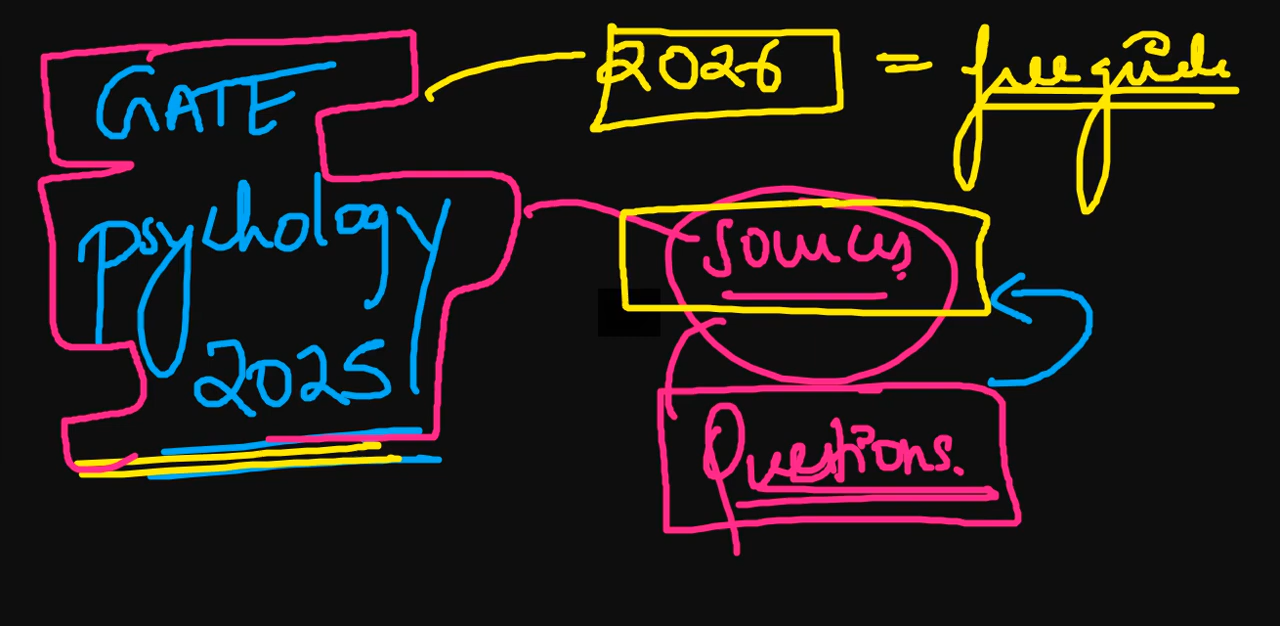 GATE
psychology
2025
2026 = free guide
sources
Questions.